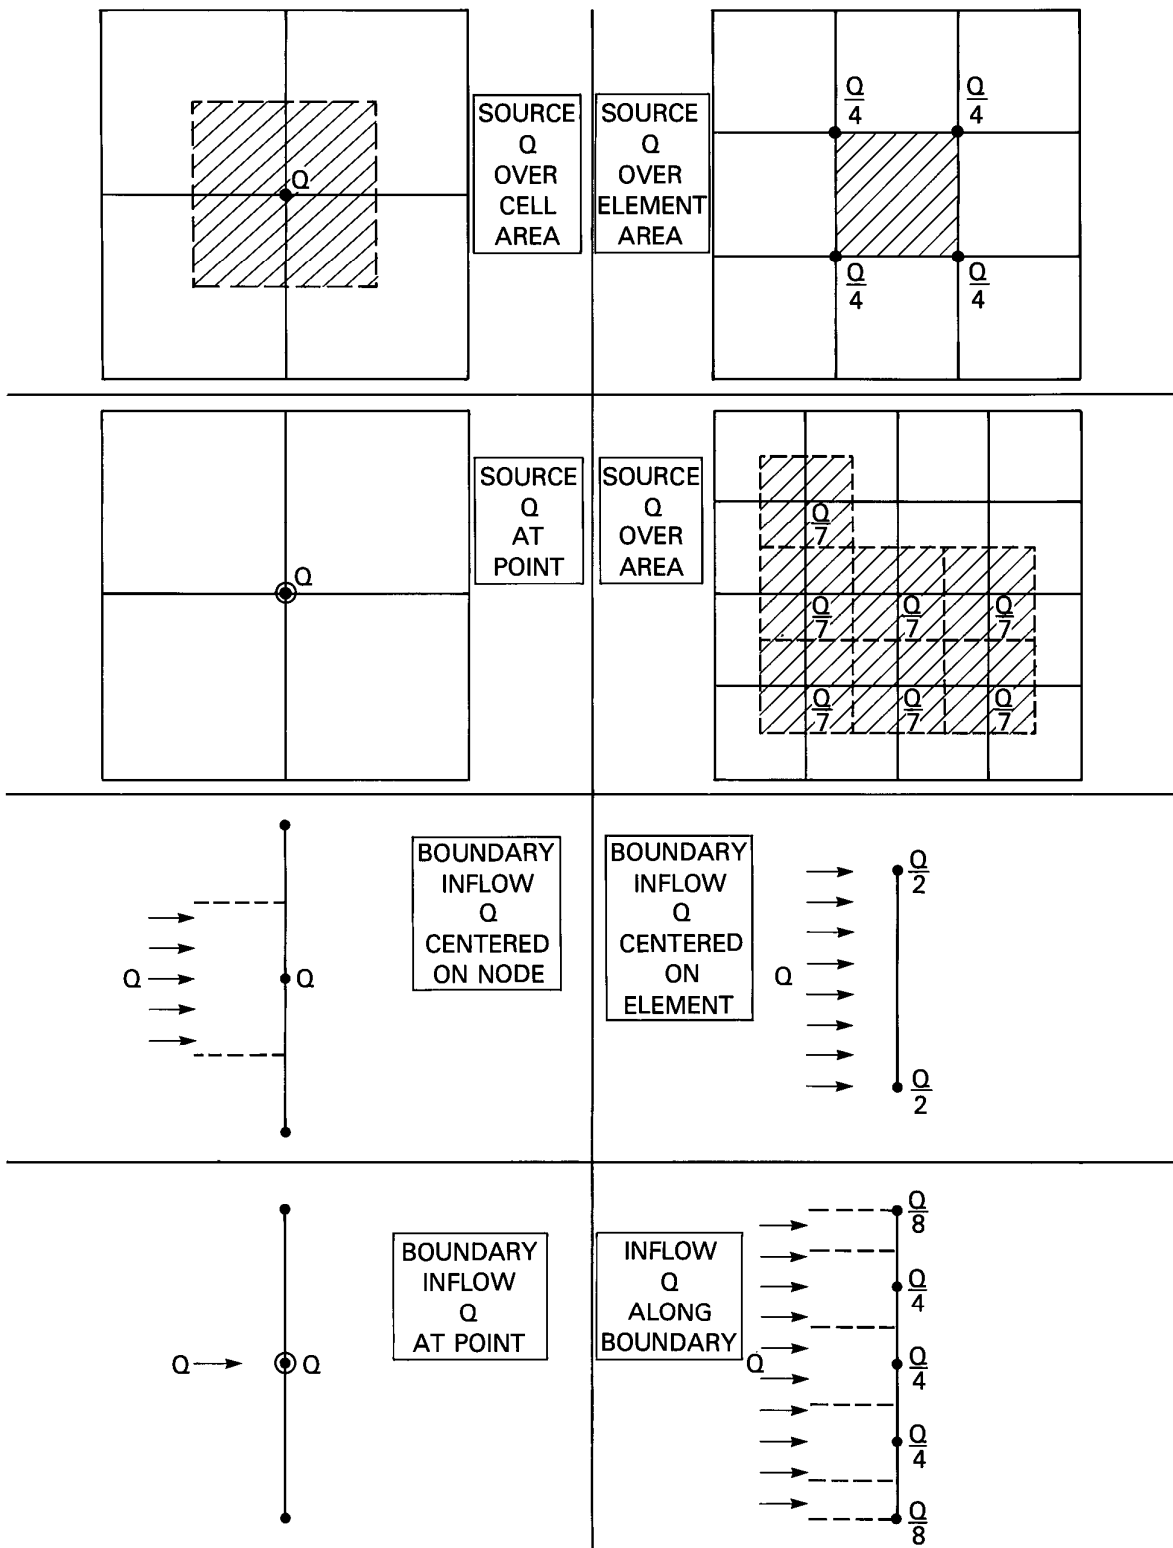 Q
SOURCE
Q
OVER
CELL
AREA
SOURCE
Q
OVER
ELEMENT
AREA
Q/4
Q/4
Q/4
Q/4
Q
SOURCE
Q
AT
POINT
SOURCE
Q
OVER
AREA
Q/7
Q/7
Q/7
Q/7
Q/7
Q/7
Q/7
Q
Q
BOUNDARY
INFLOW
Q
CENTERED
ON NODE
BOUNDARY
INFLOW
Q
CENTERED
ON
ELEMENT
Q
Q/2
Q/2
Q
Q
BOUNDARY
INFLOW
Q
AT POINT
INFLOW
Q
ALONG
BOUNDARY
Q
Q/8
Q/4
Q/4
Q/4
Q/8